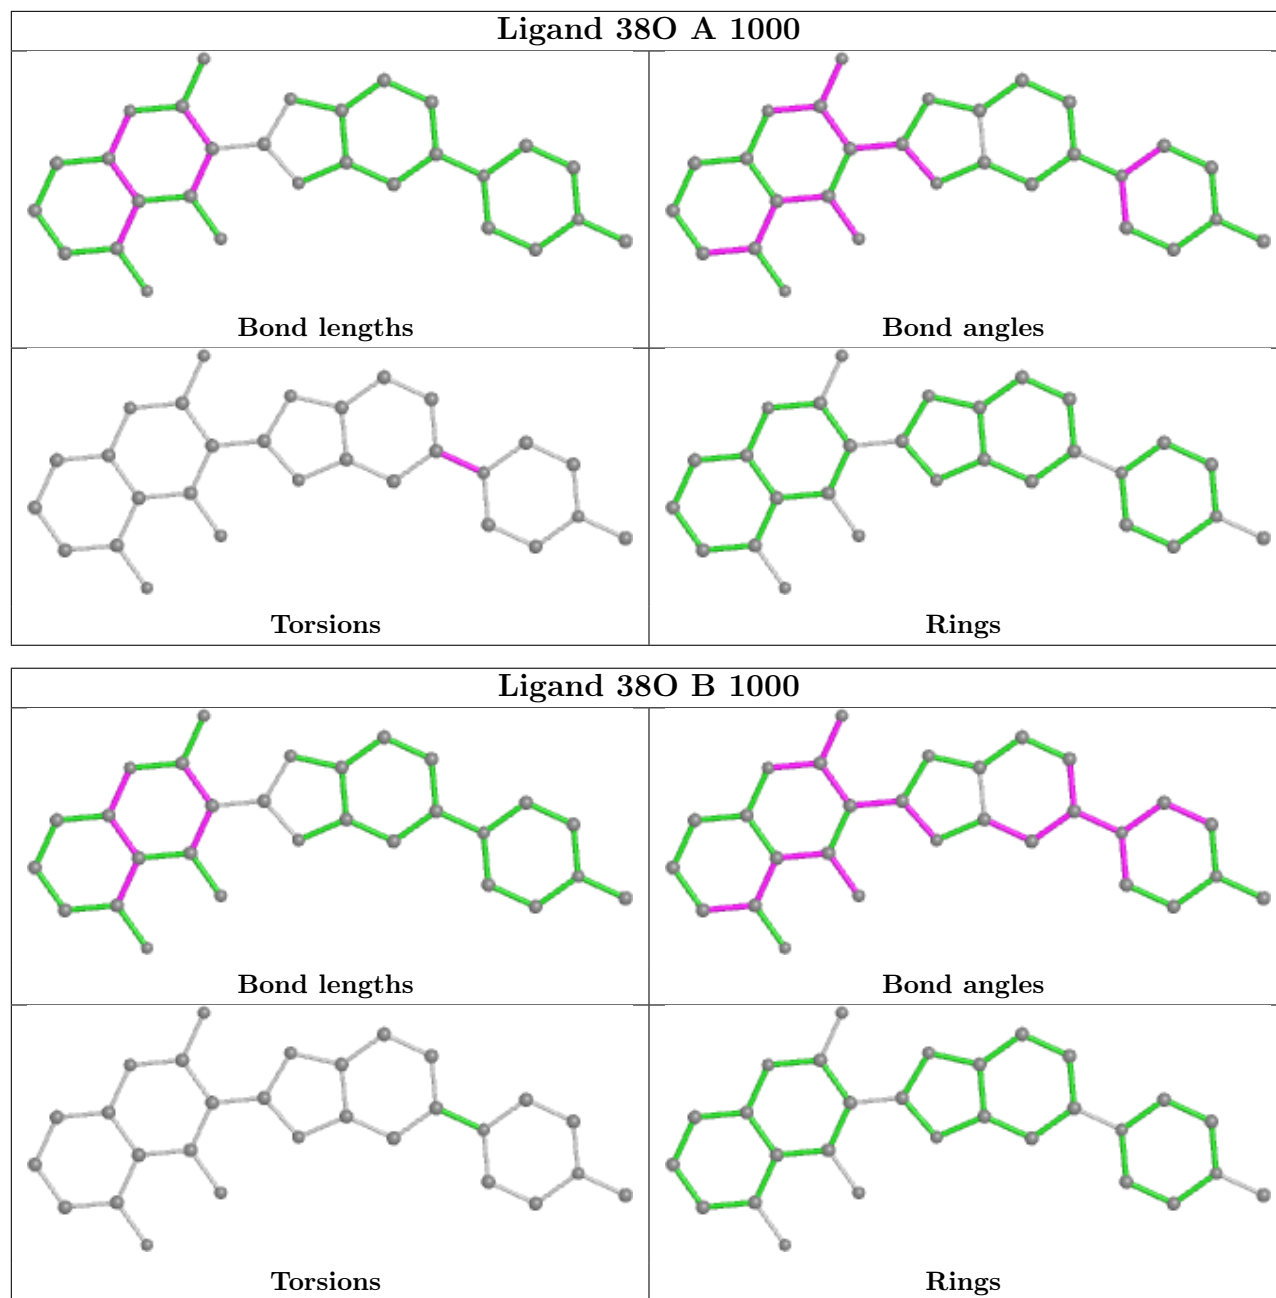 Ligand 38O A 1000
Bond lengths
Bond angles
Torsions
Rings
Ligand 38O B 1000
Bond lengths
Bond angles
Torsions
Rings